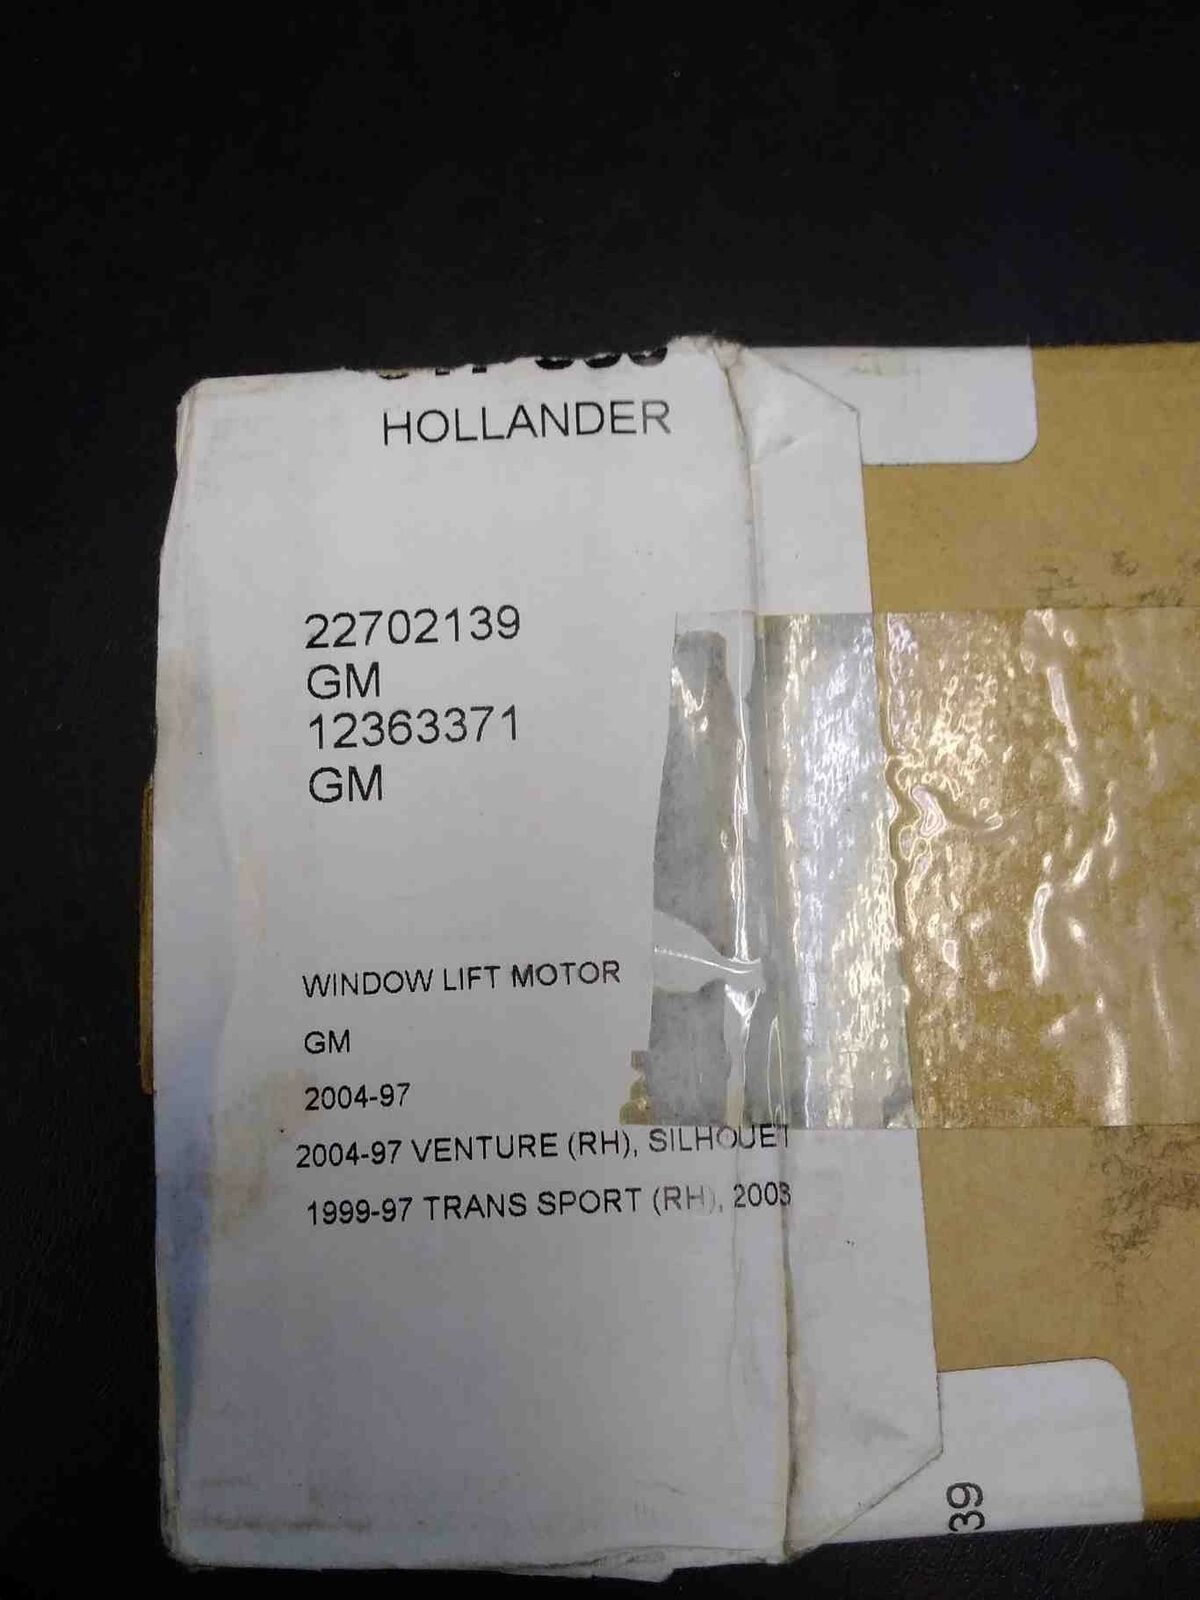 HOLLANDER
22702139
GM
12363371
GM
WINDOW LIFT MOTOR
GM
2004-97
2004-97 VENTURE (RH), SILHOUET
1999-97 TRANS SPORT (RH), 2003
39